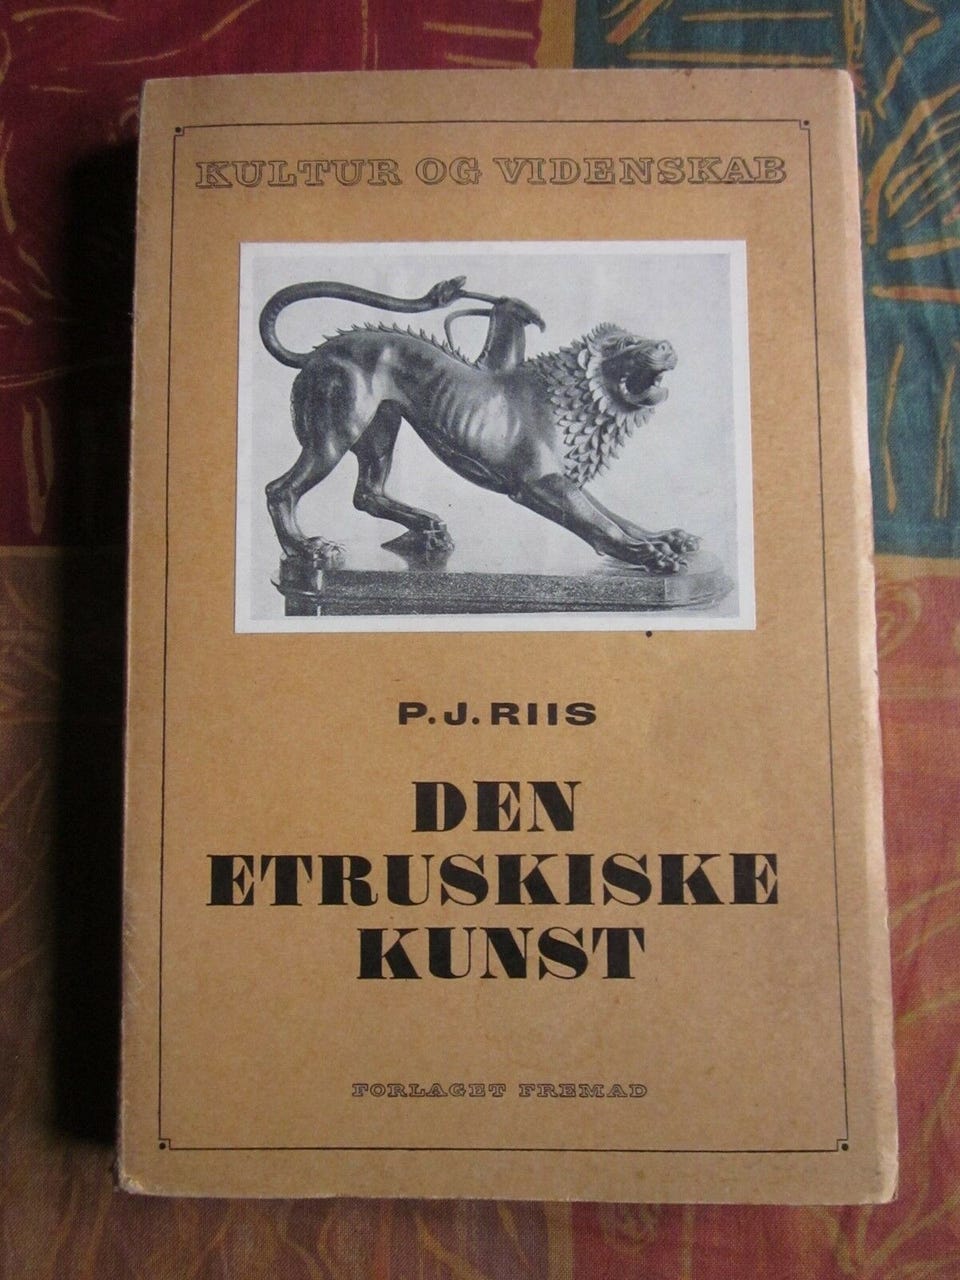 KULTUR OG VIDENSKAB
P. J. RIIS
DEN
ETRUSKISKE
KUNST
FORLAGET FREMAD